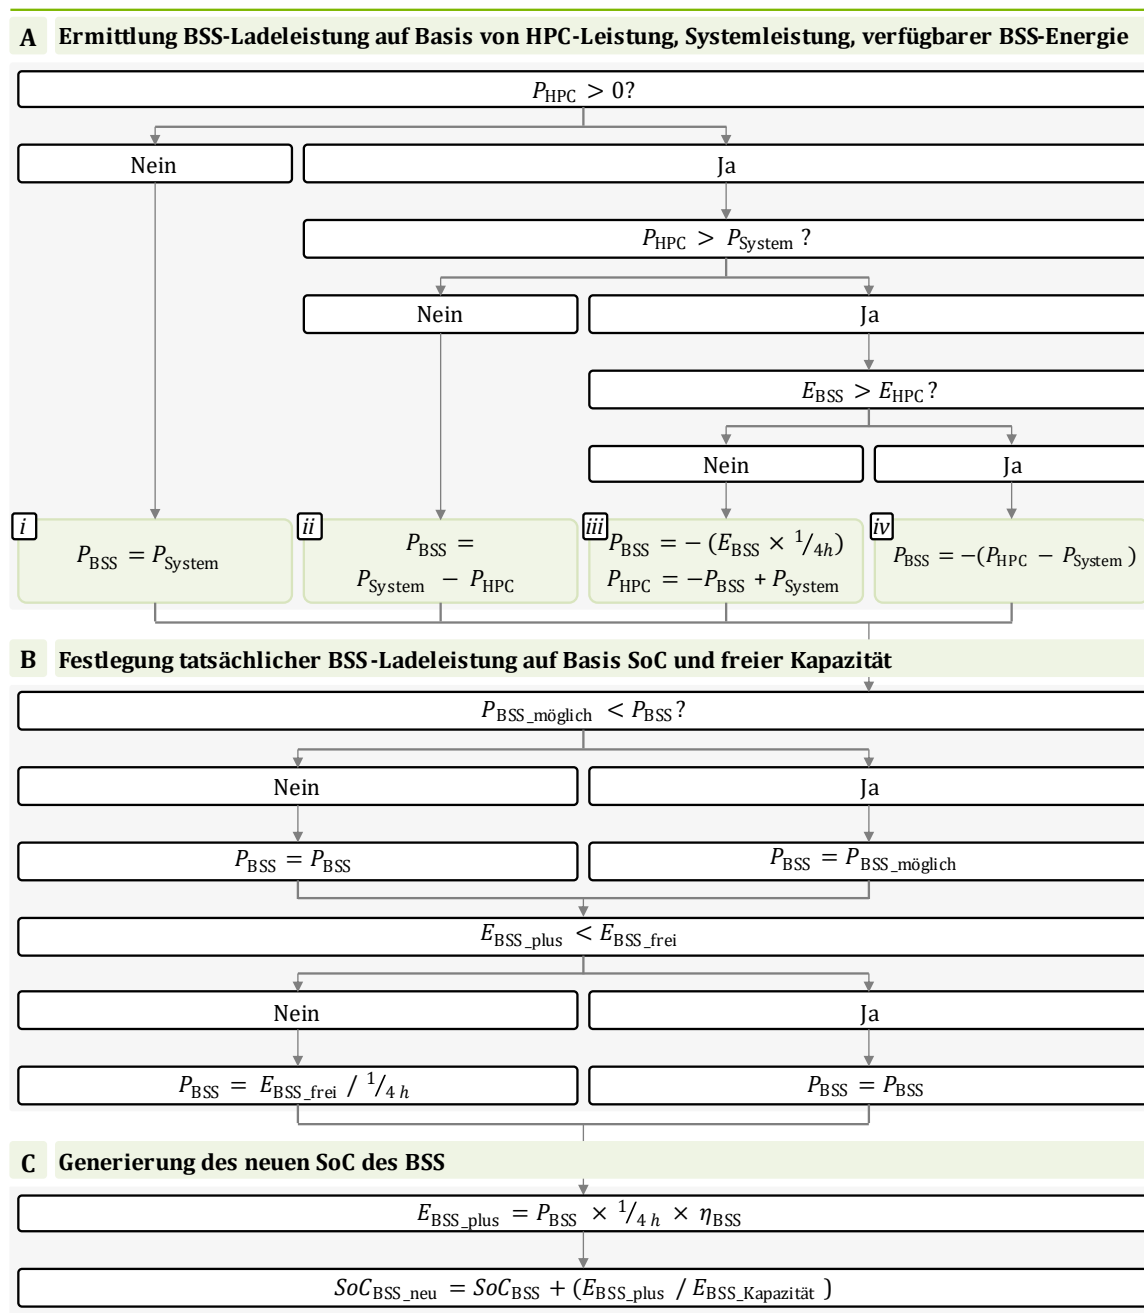 A Ermittlung BSS-Ladeleistung auf Basis von HPC-Leistung, Systemleistung, verfügbarer BSS-Energie
P_HPC > 0?
Nein Ja
P_HPC > P_System ?
Nein Ja
E_BSS > E_HPC ?
Nein Ja
i ii iii iv
P_BSS = P_System
P_BSS =
P_System − P_HPC
P_BSS = − (E_BSS × 1/4h)
P_HPC = −P_BSS + P_System
P_BSS = −(P_HPC − P_System )
B Festlegung tatsächlicher BSS-Ladeleistung auf Basis SoC und freier Kapazität
P_BSS_möglich < P_BSS?
Nein Ja
P_BSS = P_BSS P_BSS = P_BSS_möglich
E_BSS_plus < E_BSS_frei
Nein Ja
P_BSS = E_BSS_frei / 1/4 h P_BSS = P_BSS
C Generierung des neuen SoC des BSS
E_BSS_plus = P_BSS × 1/4 h × η_BSS
SoC_BSS_neu = SoC_BSS + (E_BSS_plus / E_BSS_Kapazität )